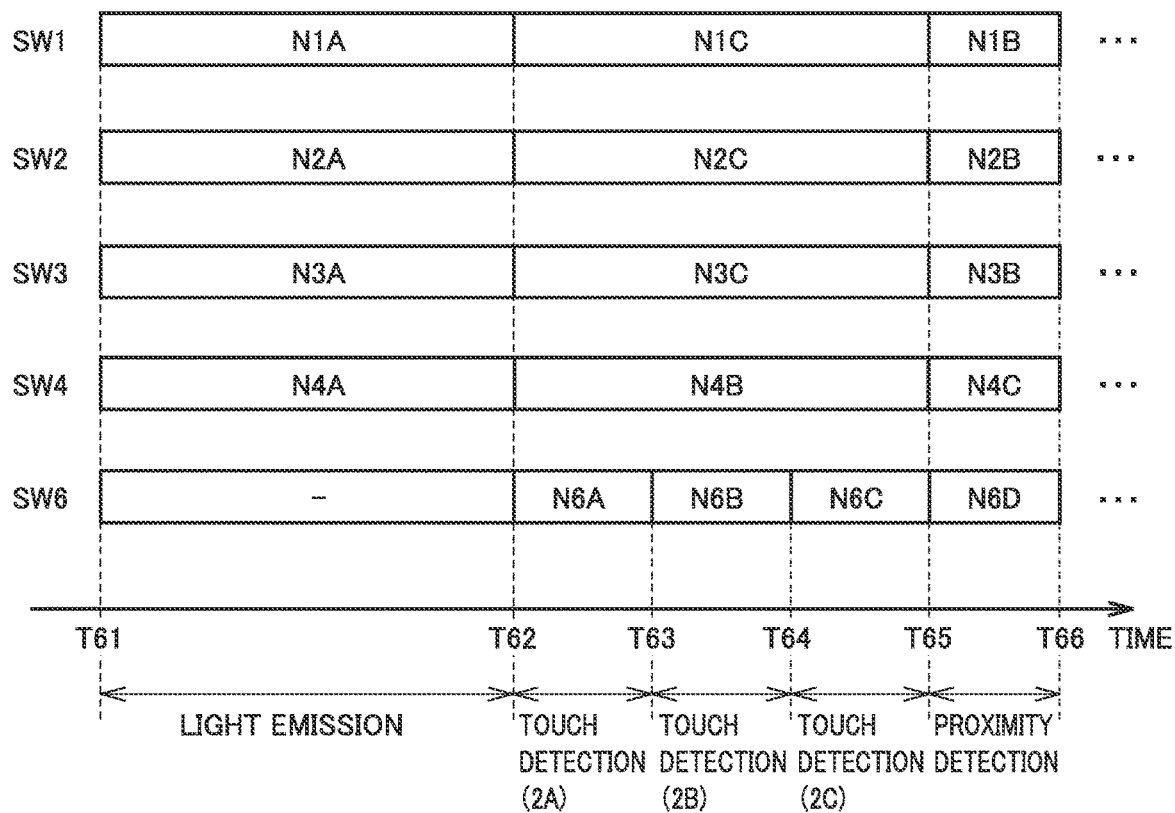 SW1 N1A N1C N1B ...
SW2 N2A N2C N2B ...
SW3 N3A N3C N3B ...
SW4 N4A N4B N4C ...
SW6 – N6A N6B N6C N6D ...
T61 T62 T63 T64 T65 T66 TIME
LIGHT EMISSION TOUCH TOUCH TOUCH PROXIMITY
DETECTION DETECTION DETECTION DETECTION
(2A) (2B) (2C)